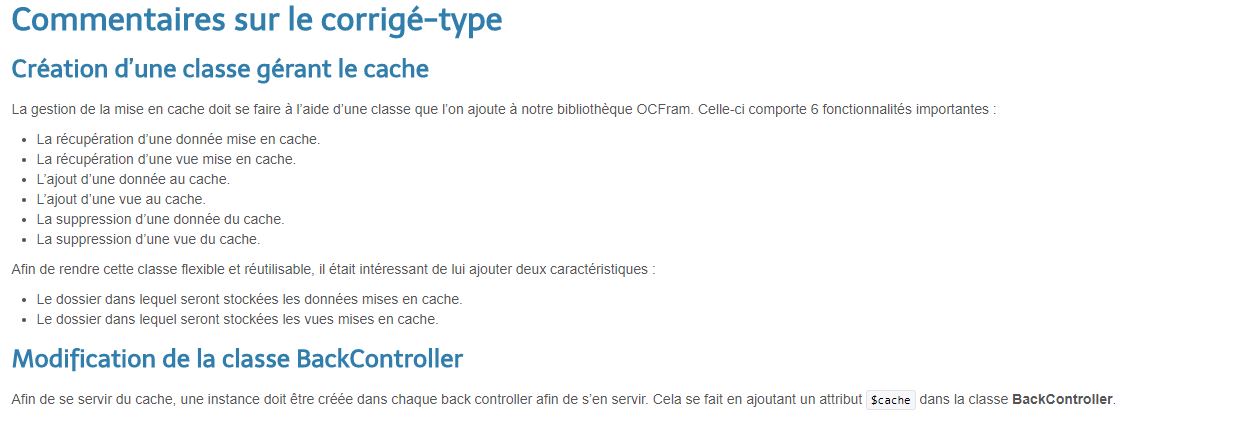 Commentaires sur le corrigé-type
Création d’une classe gérant le cache
La gestion de la mise en cache doit se faire à l’aide d’une classe que l’on ajoute à notre bibliothèque OCFram. Celle-ci comporte 6 fonctionnalités importantes :
• La récupération d’une donnée mise en cache.
• La récupération d’une vue mise en cache.
• L’ajout d’une donnée au cache.
• L’ajout d’une vue au cache.
• La suppression d’une donnée du cache.
• La suppression d’une vue du cache.
Afin de rendre cette classe flexible et réutilisable, il était intéressant de lui ajouter deux caractéristiques :
• Le dossier dans lequel seront stockées les données mises en cache.
• Le dossier dans lequel seront stockées les vues mises en cache.
Modification de la classe BackController
Afin de se servir du cache, une instance doit être créée dans chaque back controller afin de s’en servir. Cela se fait en ajoutant un attribut $cache dans la classe BackController.